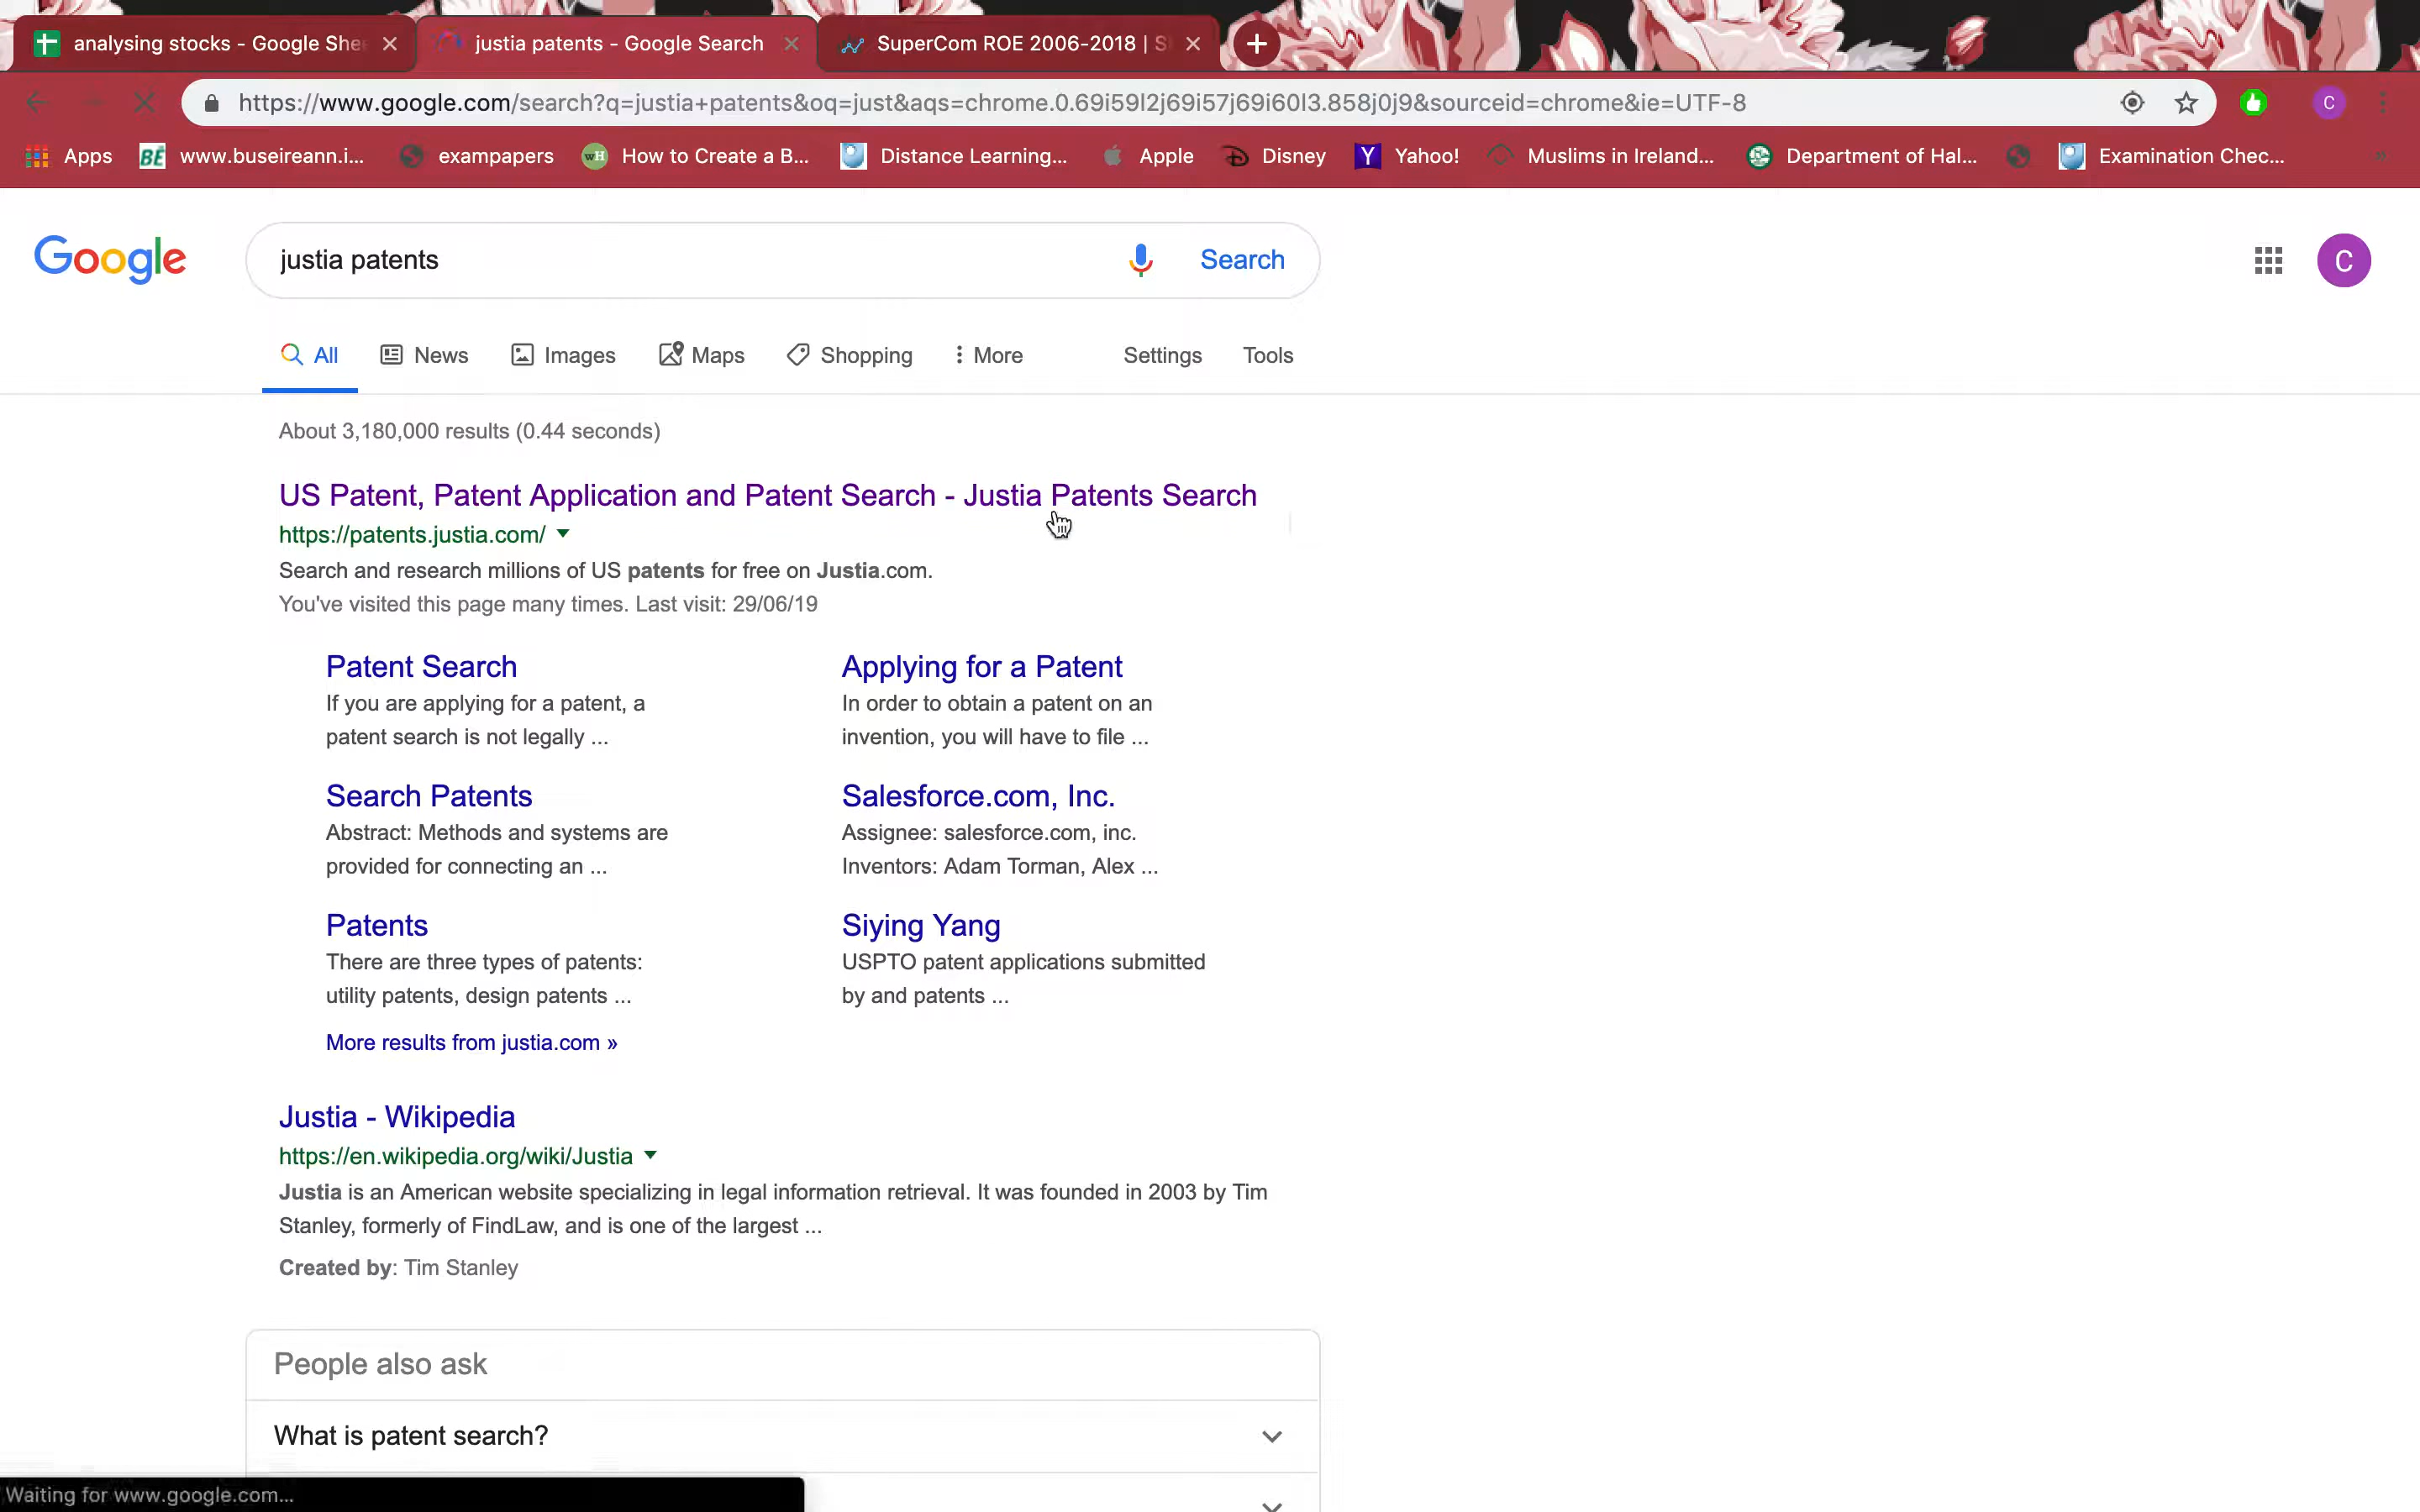 analysing stocks - Google She
justia patents - Google Search
SuperCom ROE 2006-2018 | S
https://www.google.com/search?q=justia+patents&oq=just&aqs=chrome.0.69i59l2j69i57j69i60l3.858j0j9&sourceid=chrome&ie=UTF-8
C
Apps
BÉ www.buseireann.i...
exampapers
wH How to Create a B...
Distance Learning...
Apple
Disney
Y Yahoo!
Muslims in Ireland...
Department of Hal...
Examination Chec...
»
Google
justia patents
Search
C
All
News
Images
Maps
Shopping
More
Settings
Tools
About 3,180,000 results (0.44 seconds)
US Patent, Patent Application and Patent Search - Justia Patents Search
https://patents.justia.com/
Search and research millions of US patents for free on Justia.com.
You've visited this page many times. Last visit: 29/06/19
Patent Search
If you are applying for a patent, a
patent search is not legally ...
Applying for a Patent
In order to obtain a patent on an
invention, you will have to file ...
Search Patents
Abstract: Methods and systems are
provided for connecting an ...
Salesforce.com, Inc.
Assignee: salesforce.com, inc.
Inventors: Adam Torman, Alex ...
Patents
There are three types of patents:
utility patents, design patents ...
Siying Yang
USPTO patent applications submitted
by and patents ...
More results from justia.com »
Justia - Wikipedia
https://en.wikipedia.org/wiki/Justia
Justia is an American website specializing in legal information retrieval. It was founded in 2003 by Tim
Stanley, formerly of FindLaw, and is one of the largest ...
Created by: Tim Stanley
People also ask
What is patent search?
Waiting for www.google.com...